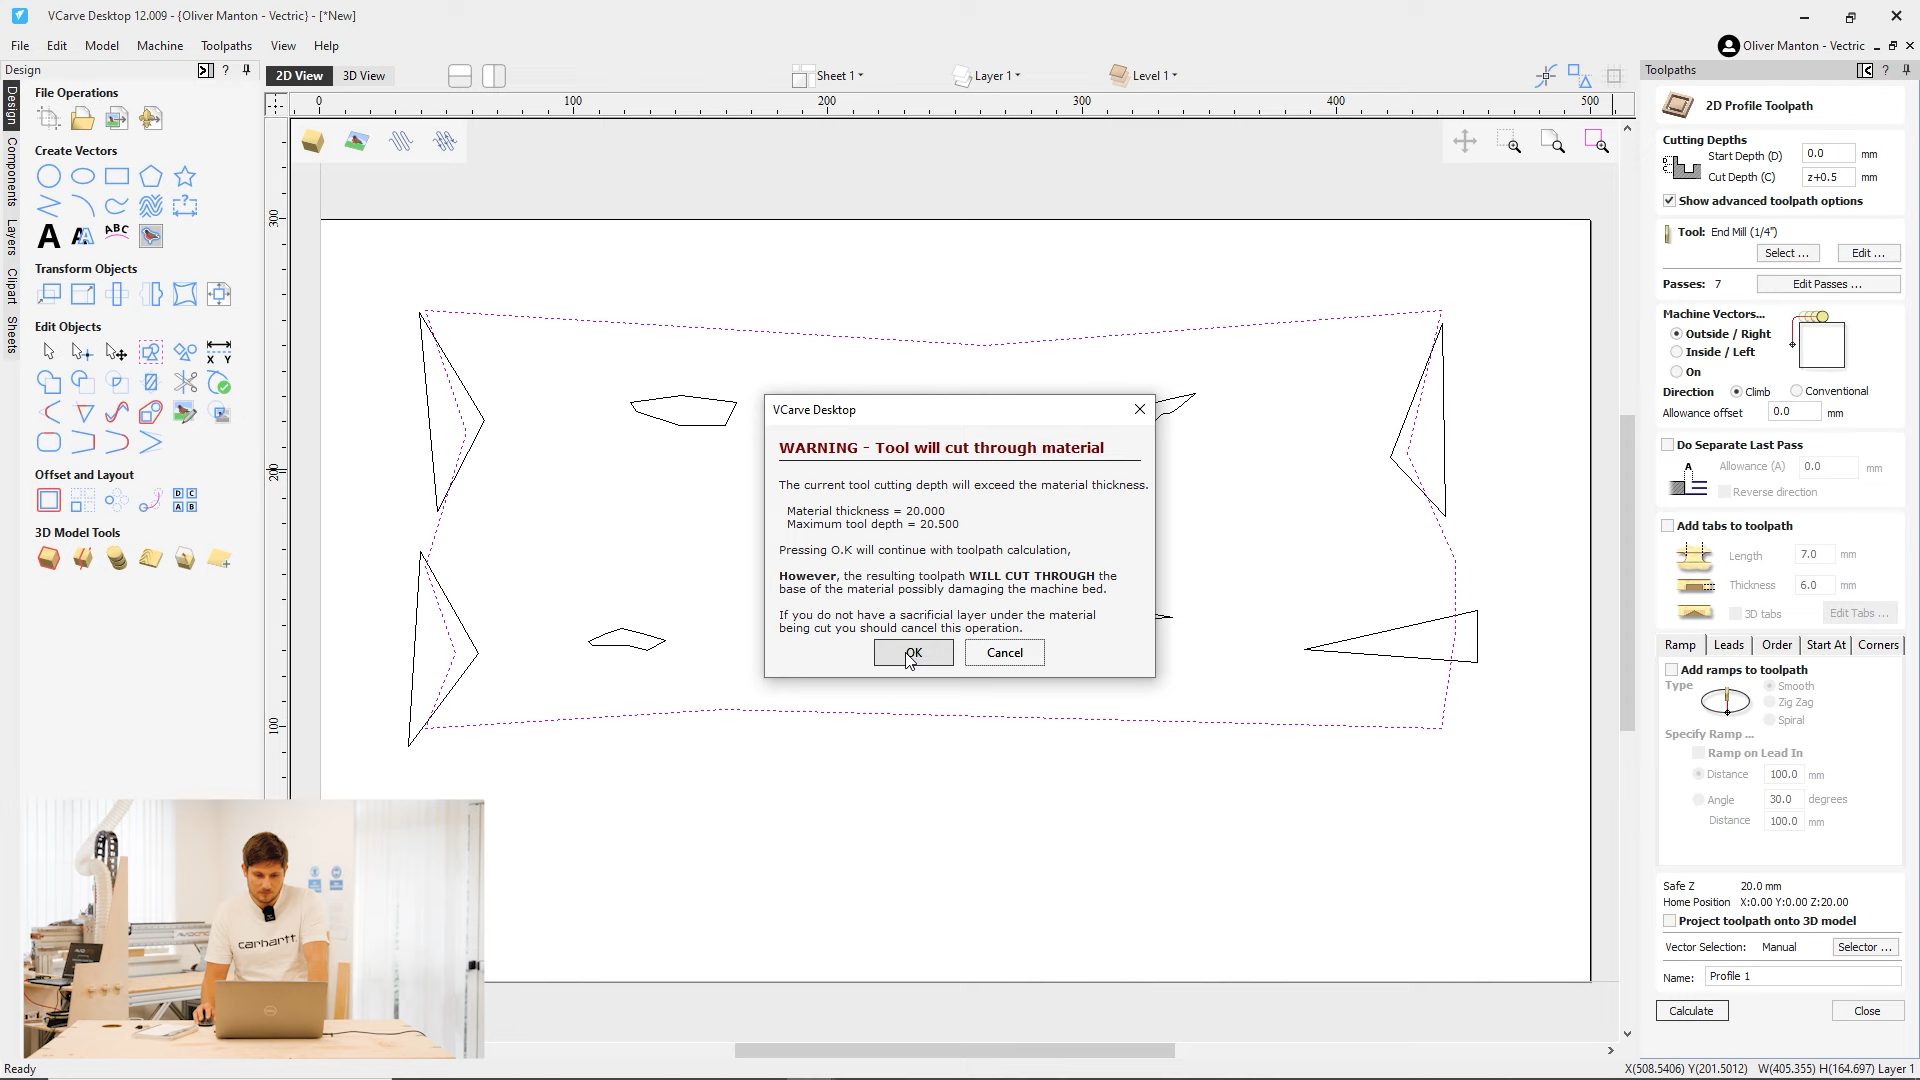 VCarve Desktop 12.009 - {Oliver Manton - Vectric} - [*New]
File Edit Model Machine Toolpaths View Help
Oliver Manton - Vectric
Design
2D View 3D View
Sheet 1
Layer 1
Level 1
Toolpaths
Design
Components
Layers
Clipart
Sheets
File Operations
Create Vectors
A A ABC
Transform Objects
Edit Objects
X Y
Offset and Layout
D C
A B
3D Model Tools
0 100 200 300 400 500
300
200
100
VCarve Desktop
WARNING - Tool will cut through material
The current tool cutting depth will exceed the material thickness.
Material thickness = 20.000
Maximum tool depth = 20.500
Pressing O.K will continue with toolpath calculation,
However, the resulting toolpath WILL CUT THROUGH the
base of the material possibly damaging the machine bed.
If you do not have a sacrificial layer under the material
being cut you should cancel this operation.
OK Cancel
2D Profile Toolpath
Cutting Depths
Start Depth (D) 0.0 mm
Cut Depth (C) z+0.5 mm
Show advanced toolpath options
Tool: End Mill (1/4")
Select ... Edit ...
Passes: 7 Edit Passes ...
Machine Vectors...
Outside / Right
Inside / Left
On
Direction Climb Conventional
Allowance offset 0.0 mm
Do Separate Last Pass
A Allowance (A) 0.0 mm
Reverse direction
Add tabs to toolpath
Length 7.0 mm
Thickness 6.0 mm
3D tabs Edit Tabs ...
Ramp Leads Order Start At Corners
Add ramps to toolpath
Type Smooth
Zig Zag
Spiral
Specify Ramp ...
Ramp on Lead In
Distance 100.0 mm
Angle 30.0 degrees
Distance 100.0 mm
Safe Z 20.0 mm
Home Position X:0.00 Y:0.00 Z:20.00
Project toolpath onto 3D model
Vector Selection: Manual Selector ...
Name: Profile 1
Calculate Close
carhartt
Ready
X(508.5406) Y(201.5012) W(405.355) H(164.697) Layer 1